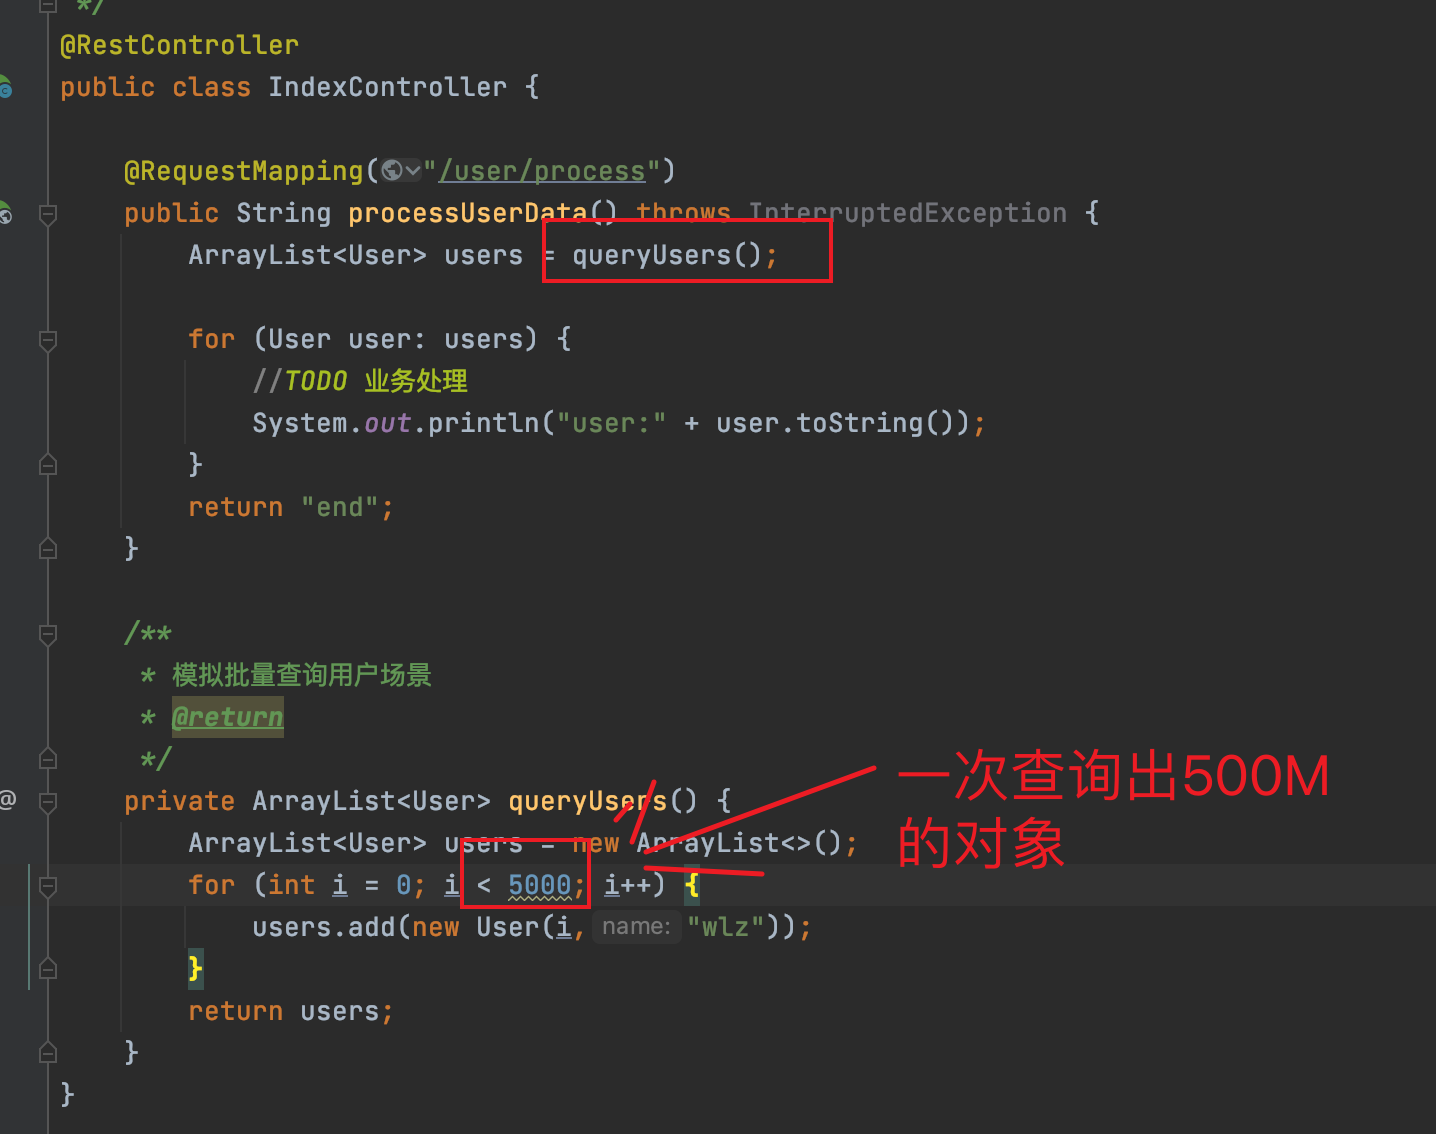 */
@RestController
public class IndexController {
@RequestMapping("/user/process")
public String processUserData() throws InterruptedException {
ArrayList<User> users = queryUsers();
for (User user: users) {
//TODO 业务处理
System.out.println("user:" + user.toString());
}
return "end";
}
/**
* 模拟批量查询用户场景
* @return
*/
private ArrayList<User> queryUsers() {
ArrayList<User> users = new ArrayList<>();
for (int i = 0; i < 5000; i++) {
users.add(new User(i, name: "wlz"));
}
return users;
}
}
一次查询出500M
的对象
@